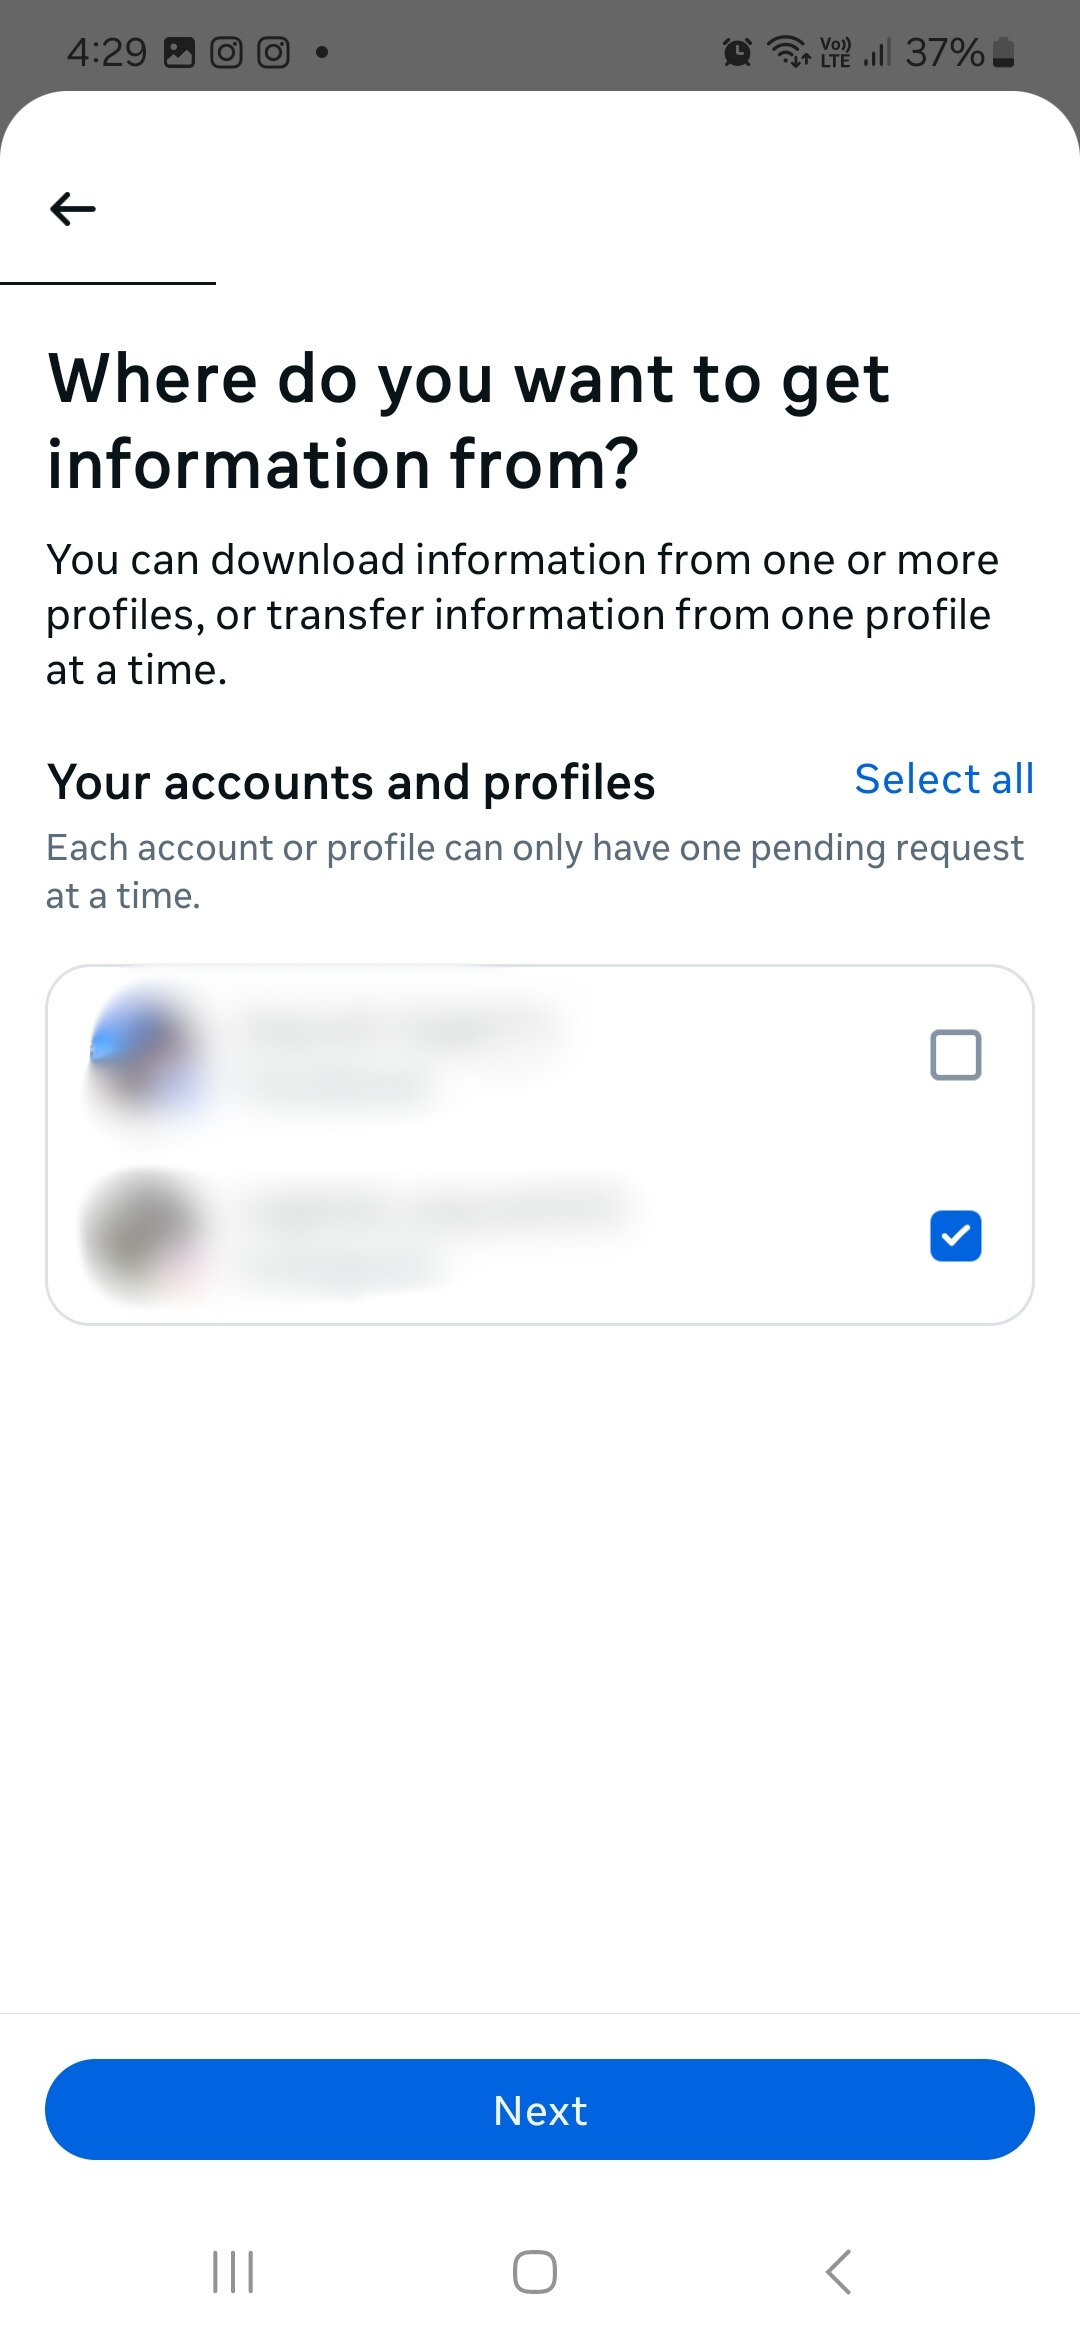 4:29
Vo))
LTE
37%
Where do you want to get
information from?
You can download information from one or more
profiles, or transfer information from one profile
at a time.
Your accounts and profiles
Select all
Each account or profile can only have one pending request
at a time.
Next